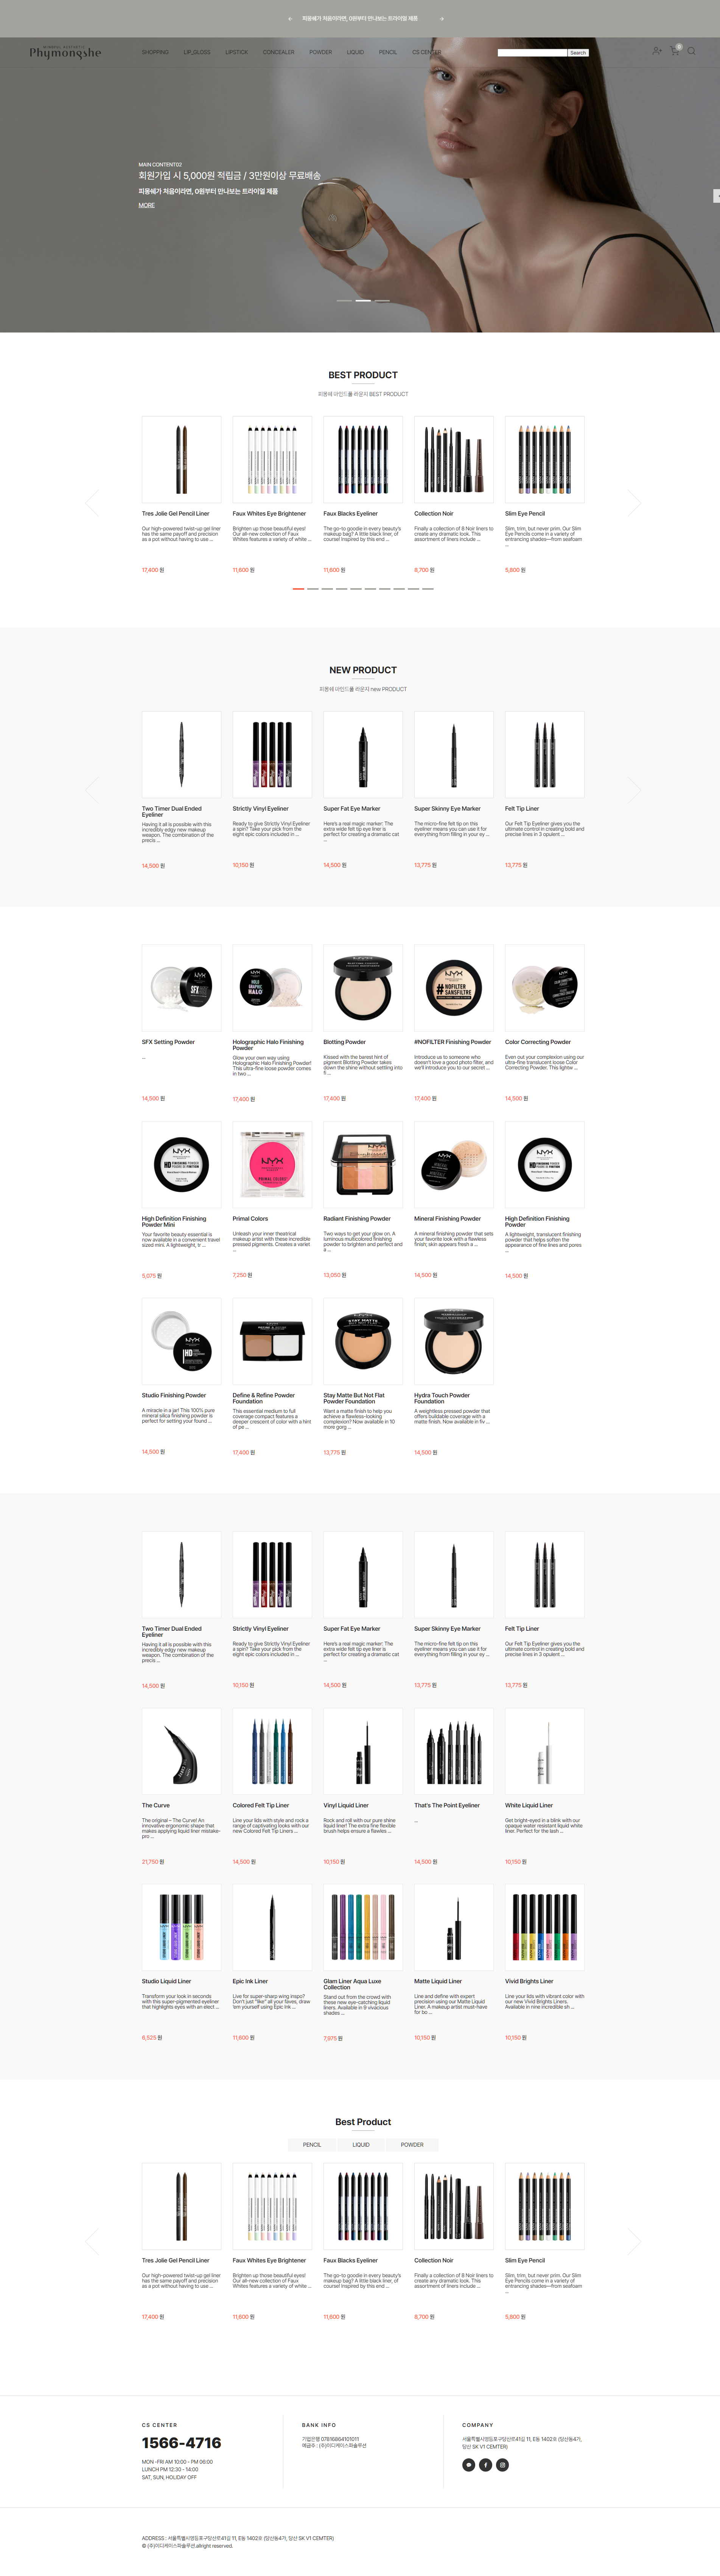 피몽쉐가 처음이라면, 0원부터 만나보는 트라이얼 제품
Phymongshe
SHOPPING LIP_GLOSS LIPSTICK CONCEALER POWDER LIQUID PENCIL CS CENTER
Search
0
MAIN CONTENT02
회원가입 시 5,000원 적립금 / 3만원이상 무료배송
피몽쉐가 처음이라면, 0원부터 만나보는 트라이얼 제품
MORE
BEST PRODUCT
피몽쉐 마인드풀 라운지 BEST PRODUCT
Tres Jolie Gel Pencil Liner
Our high-powered twist-up gel liner
has the same payoff and precision
as a pot without having to use ...
17,400 원
Faux Whites Eye Brightener
Brighten up those beautiful eyes!
Our all-new collection of Faux
Whites features a variety of white ...
11,600 원
Faux Blacks Eyeliner
The go-to goodie in every beauty's
makeup bag? A little black liner, of
course! Inspired by this end ...
11,600 원
Collection Noir
Finally a collection of 8 Noir liners to
create any dramatic look. This
assortment of liners include ...
8,700 원
Slim Eye Pencil
Slim, trim, but never prim. Our Slim
Eye Pencils come in a variety of
entrancing shades—from seafoam
...
5,800 원
NEW PRODUCT
피몽쉐 마인드풀 라운지 new PRODUCT
Two Timer Dual Ended
Eyeliner
Having it all is possible with this
incredibly edgy new makeup
weapon. The combination of the
precis ...
14,500 원
Strictly Vinyl Eyeliner
Ready to give Strictly Vinyl Eyeliner
a spin? Take your pick from the
eight epic colors included in ...
10,150 원
Super Fat Eye Marker
Here's a real magic marker: The
extra wide felt tip eye liner is
perfect for creating a dramatic cat
...
14,500 원
Super Skinny Eye Marker
The micro-fine felt tip on this
eyeliner means you can use it for
everything from filling in your ey ...
13,775 원
Felt Tip Liner
Our Felt Tip Eyeliner gives you the
ultimate control in creating bold and
precise lines in 3 opulent ...
13,775 원
SFX Setting Powder
...
14,500 원
Holographic Halo Finishing
Powder
Glow your own way using
Holographic Halo Finishing Powder!
This ultra-fine loose powder comes
in two ...
17,400 원
Blotting Powder
Kissed with the barest hint of
pigment Blotting Powder takes
down the shine without settling into
fi ...
17,400 원
#NOFILTER Finishing Powder
Introduce us to someone who
doesn't love a good photo filter, and
we'll introduce you to our secret ...
17,400 원
Color Correcting Powder
Even out your complexion using our
ultra-fine translucent loose Color
Correcting Powder. This lightw ...
14,500 원
High Definition Finishing
Powder Mini
Your favorite beauty essential is
now available in a convenient travel
sized mini. A lightweight, tr ...
5,075 원
Primal Colors
Unleash your inner theatrical
makeup artist with these incredible
pressed pigments. Creates a variet
...
7,250 원
Radiant Finishing Powder
Two ways to get your glow on. A
luminous multicolored finishing
powder to brighten and perfect and
a ...
13,050 원
Mineral Finishing Powder
A mineral finishing powder that sets
your favorite look with a flawless
finish; skin appears fresh a ...
14,500 원
High Definition Finishing
Powder
A lightweight, translucent finishing
powder that helps soften the
appearance of fine lines and pores
...
14,500 원
Studio Finishing Powder
A miracle in a jar! This 100% pure
mineral silica finishing powder is
perfect for setting your found ...
14,500 원
Define & Refine Powder
Foundation
This essential medium to full
coverage compact features a
deeper crescent of color with a hint
of pe ...
17,400 원
Stay Matte But Not Flat
Powder Foundation
Want a matte finish to help you
achieve a flawless-looking
complexion? Now available in 10
more gorg ...
13,775 원
Hydra Touch Powder
Foundation
A weightless pressed powder that
offers buildable coverage with a
matte finish. Now available in fiv ...
14,500 원
Two Timer Dual Ended
Eyeliner
Having it all is possible with this
incredibly edgy new makeup
weapon. The combination of the
precis ...
14,500 원
Strictly Vinyl Eyeliner
Ready to give Strictly Vinyl Eyeliner
a spin? Take your pick from the
eight epic colors included in ...
10,150 원
Super Fat Eye Marker
Here's a real magic marker: The
extra wide felt tip eye liner is
perfect for creating a dramatic cat
...
14,500 원
Super Skinny Eye Marker
The micro-fine felt tip on this
eyeliner means you can use it for
everything from filling in your ey ...
13,775 원
Felt Tip Liner
Our Felt Tip Eyeliner gives you the
ultimate control in creating bold and
precise lines in 3 opulent ...
13,775 원
The Curve
The original – The Curve! An
innovative ergonomic shape that
makes applying liquid liner mistake-
pro ...
21,750 원
Colored Felt Tip Liner
Line your lids with style and rock a
range of captivating looks with our
new Colored Felt Tip Liners ...
14,500 원
Vinyl Liquid Liner
Rock and roll with our pure shine
liquid liner! The extra fine flexible
brush helps ensure a flawles ...
10,150 원
That's The Point Eyeliner
...
14,500 원
White Liquid Liner
Get bright-eyed in a blink with our
opaque water resistant liquid white
liner. Perfect for the lash ...
10,150 원
Studio Liquid Liner
Transform your look in seconds
with this super-pigmented eyeliner
that highlights eyes with an elect ...
6,525 원
Epic Ink Liner
Live for super-sharp wing inspo?
Don't just "like" all your faves, draw
'em yourself using Epic Ink ...
11,600 원
Glam Liner Aqua Luxe
Collection
Stand out from the crowd with
these new eye-catching liquid
liners. Available in 9 vivacious
shades ...
7,975 원
Matte Liquid Liner
Line and define with expert
precision using our Matte Liquid
Liner. A makeup artist must-have
for bo ...
10,150 원
Vivid Brights Liner
Line your lids with vibrant color with
our new Vivid Brights Liners.
Available in nine incredible sh ...
10,150 원
Best Product
PENCIL LIQUID POWDER
Tres Jolie Gel Pencil Liner
Our high-powered twist-up gel liner
has the same payoff and precision
as a pot without having to use ...
17,400 원
Faux Whites Eye Brightener
Brighten up those beautiful eyes!
Our all-new collection of Faux
Whites features a variety of white ...
11,600 원
Faux Blacks Eyeliner
The go-to goodie in every beauty's
makeup bag? A little black liner, of
course! Inspired by this end ...
11,600 원
Collection Noir
Finally a collection of 8 Noir liners to
create any dramatic look. This
assortment of liners include ...
8,700 원
Slim Eye Pencil
Slim, trim, but never prim. Our Slim
Eye Pencils come in a variety of
entrancing shades—from seafoam
...
5,800 원
CS CENTER
1566-4716
MON -FRI AM 10:00 - PM 06:00
LUNCH PM 12:30 - 14:00
SAT, SUN, HOLIDAY OFF
BANK INFO
기업은행 07816864101011
예금주 : (주)이디케이스파솔루션
COMPANY
서울특별시영등포구당산로41길 11, E동 1402호 (당산동4가,
당산 SK V1 CEMTER)
ADDRESS : 서울특별시영등포구당산로41길 11, E동 1402호 (당산동4가, 당산 SK V1 CEMTER)
© (주)이디케이스파솔루션.allright reserved.